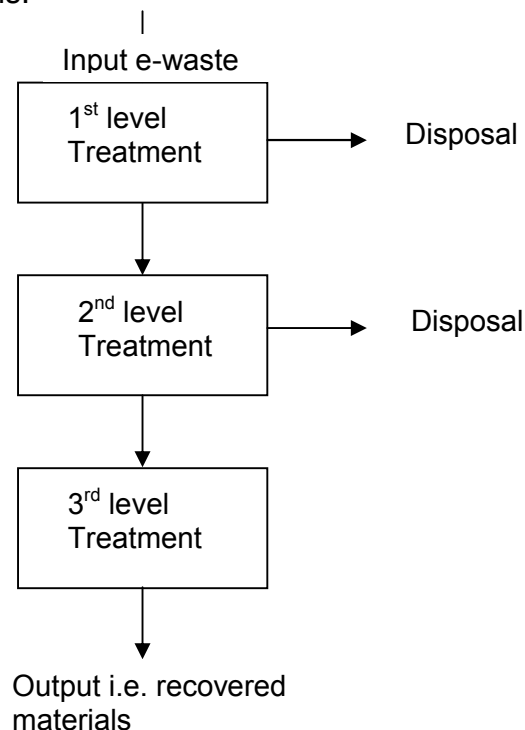 Input e-waste
1st level
Treatment
Disposal
2nd level
Treatment
Disposal
3rd level
Treatment
Output i.e. recovered
materials